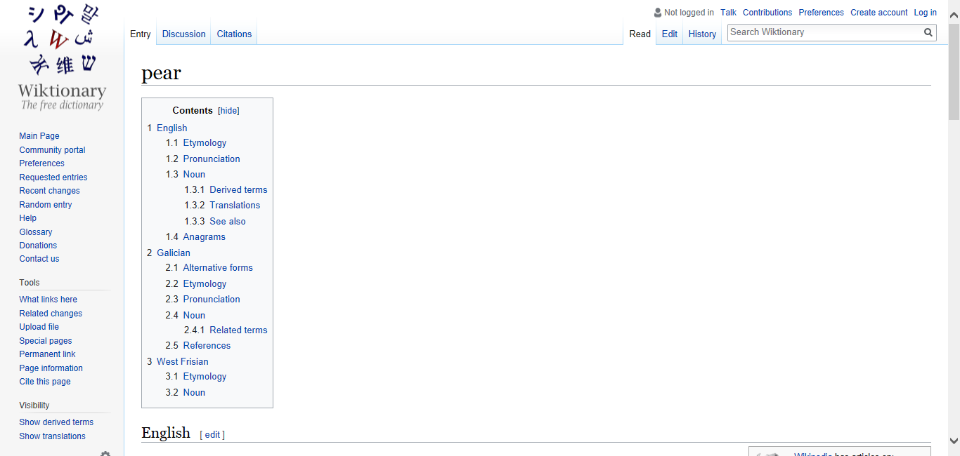 Not logged in Talk Contributions Preferences Create account Log in
Entry Discussion Citations Read Edit History Search Wiktionary
W
维
Wiktionary
The free dictionary
Main Page
Community portal
Preferences
Requested entries
Recent changes
Random entry
Help
Glossary
Donations
Contact us
Tools
What links here
Related changes
Upload file
Special pages
Permanent link
Page information
Cite this page
Visibility
Show derived terms
Show translations
pear
Contents [hide]
1 English
1.1 Etymology
1.2 Pronunciation
1.3 Noun
1.3.1 Derived terms
1.3.2 Translations
1.3.3 See also
1.4 Anagrams
2 Galician
2.1 Alternative forms
2.2 Etymology
2.3 Pronunciation
2.4 Noun
2.4.1 Related terms
2.5 References
3 West Frisian
3.1 Etymology
3.2 Noun
English [ edit ]
Wikipedia has articles on: